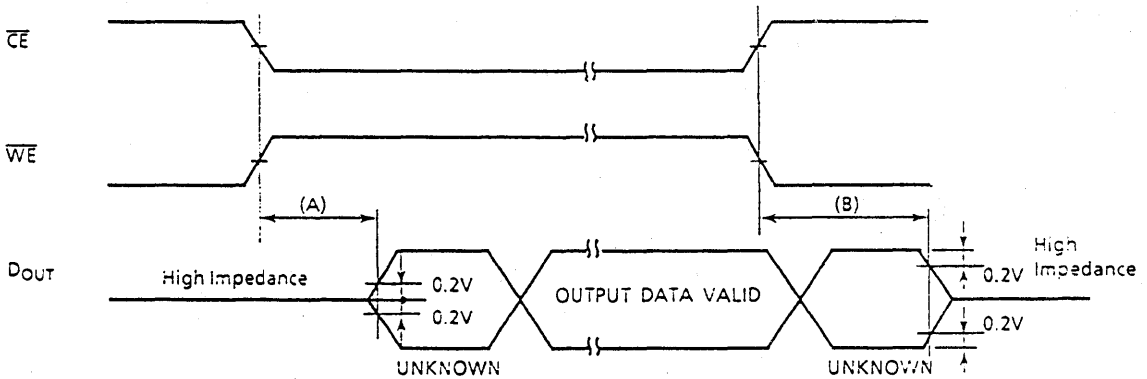 CE
WE
(A)
(B)
DOUT
High Impedance
0.2V
0.2V
OUTPUT DATA VALID
0.2V
0.2V
High
Impedance
UNKNOWN
UNKNOWN